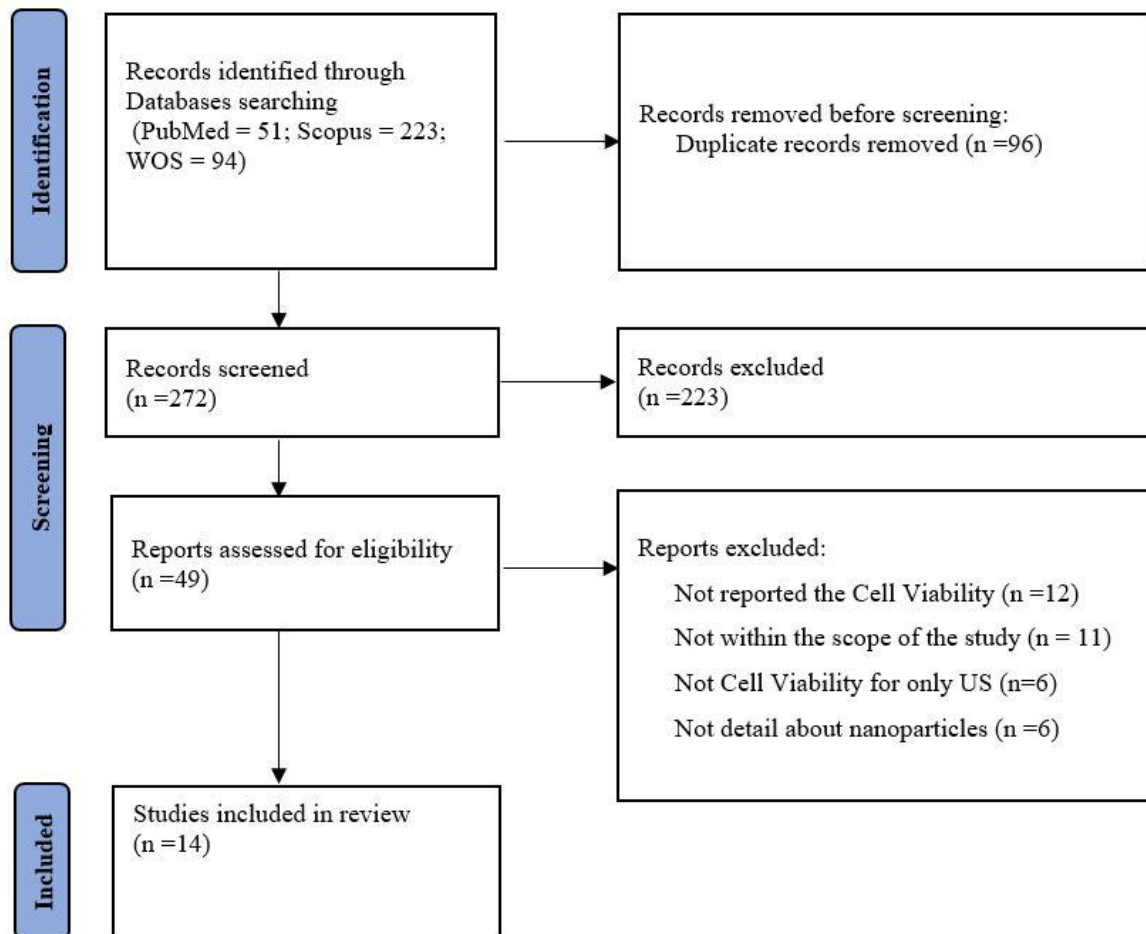 Identification
Records identified through
Databases searching
(PubMed = 51; Scopus = 223;
WOS = 94)
Records removed before screening:
Duplicate records removed (n =96)
Screening
Records screened
(n =272)
Records excluded
(n =223)
Reports assessed for eligibility
(n =49)
Reports excluded:
Not reported the Cell Viability (n =12)
Not within the scope of the study (n = 11)
Not Cell Viability for only US (n=6)
Not detail about nanoparticles (n =6)
Included
Studies included in review
(n =14)